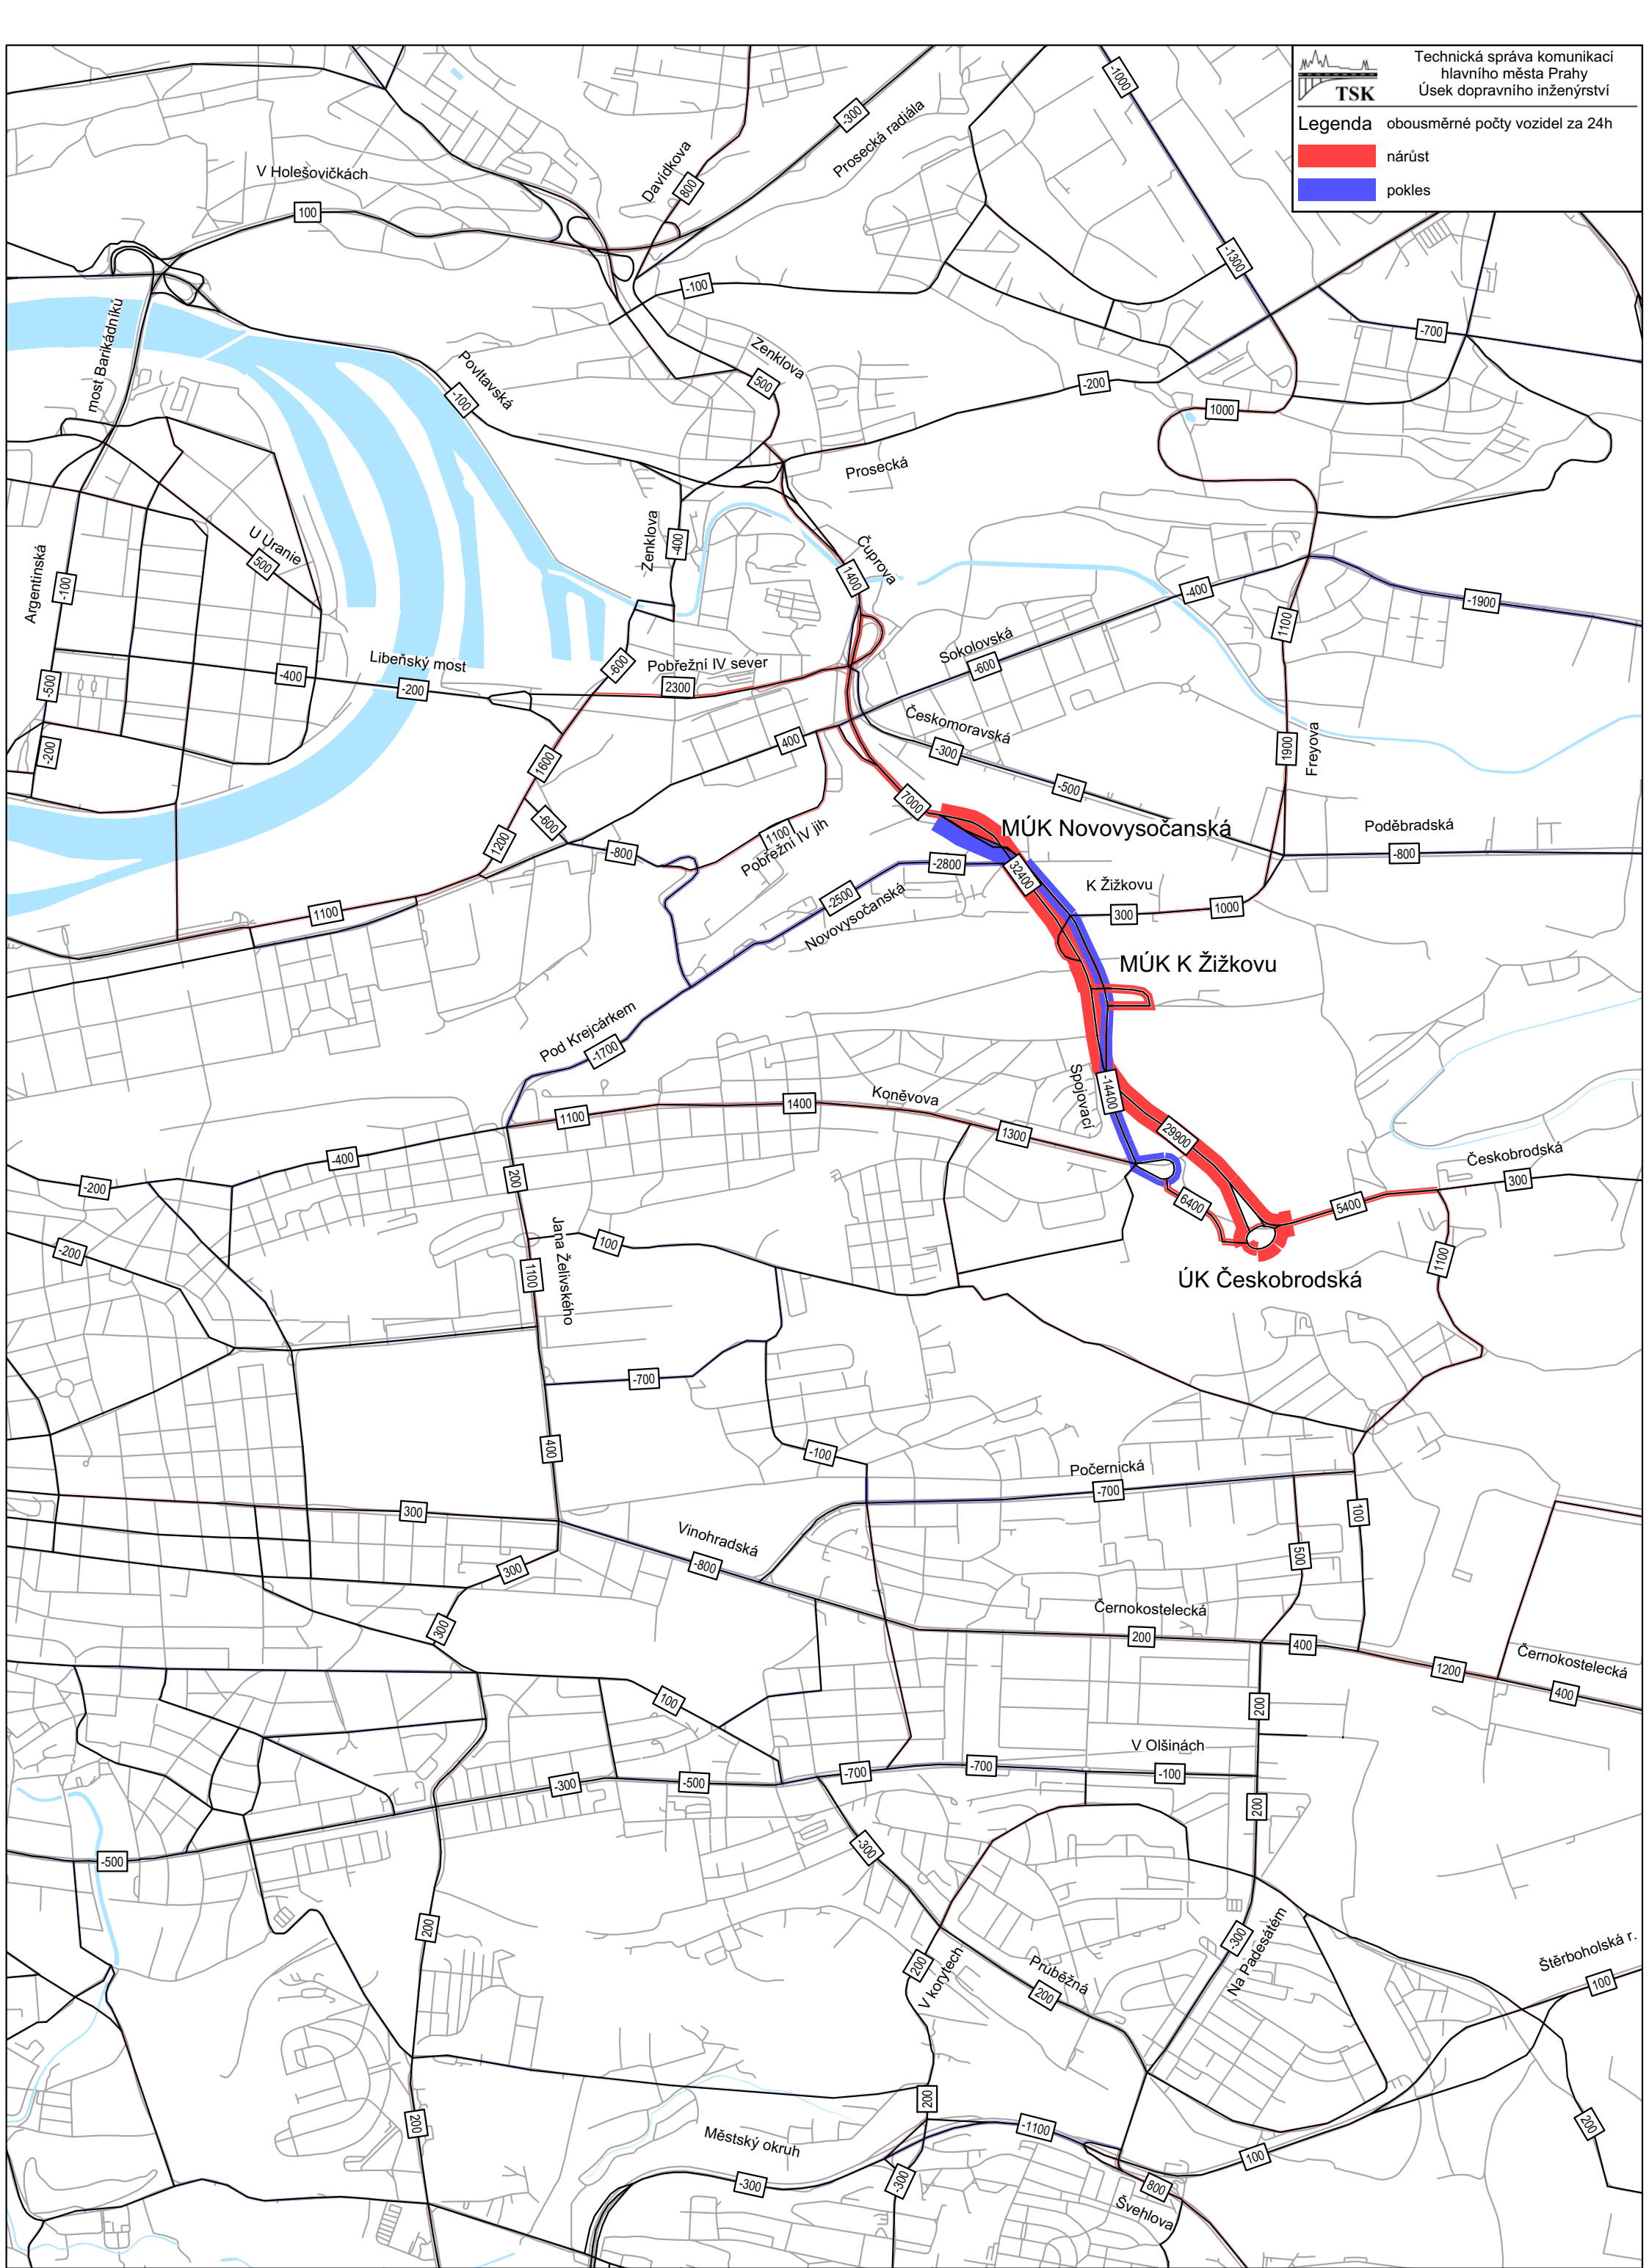 Technická správa komunikací
hlavního města Prahy
Úsek dopravního inženýrství
TSK
Legenda obousměrné počty vozidel za 24h
nárůst
pokles
-1000
-300
Prosecká radiála
Davídkova
800
V Holešovičkách
100
-1300
-100
-700
most Barikádníků
Povltavská
-100
Zenklova
500
-200
1000
Prosecká
U Uranie
500
Argentinská
-100
Zenklova
-400
Čuprova
1400
-400
-1900
1100
Sokolovská
-600
Libeňský most
-400
-200
-600
Pobřežní IV sever
2300
-500
-200
Českomoravská
-300
400
1600
-500
1900
Freyova
7000
MÚK Novovysočanská
Poděbradská
-800
-600
1200
-800
1100
Pobřežní IV jih
-2800
32400
K Žižkovu
300
1000
-2500
Novovysočanská
1100
MÚK K Žižkovu
Pod Krejcárkem
-1700
Spojovací
-14400
Koněvova
1100
1400
1300
29900
Českobrodská
300
-400
-200
200
6400
5400
-200
Jana Želivského
100
1100
1100
ÚK Českobrodská
-700
400
-100
Počernická
-700
300
100
Vinohradská
-800
500
300
Černokostelecká
200
400
300
1200
Černokostelecká
400
100
200
V Olšinách
-700
-700
-100
-300
-500
200
-300
-500
200
-300
Na Padesátém
200
V korytech
Průběžná
200
Štěrboholská r.
100
200
200
200
-1100
Městský okruh
-300
-300
100
800
Švehlova